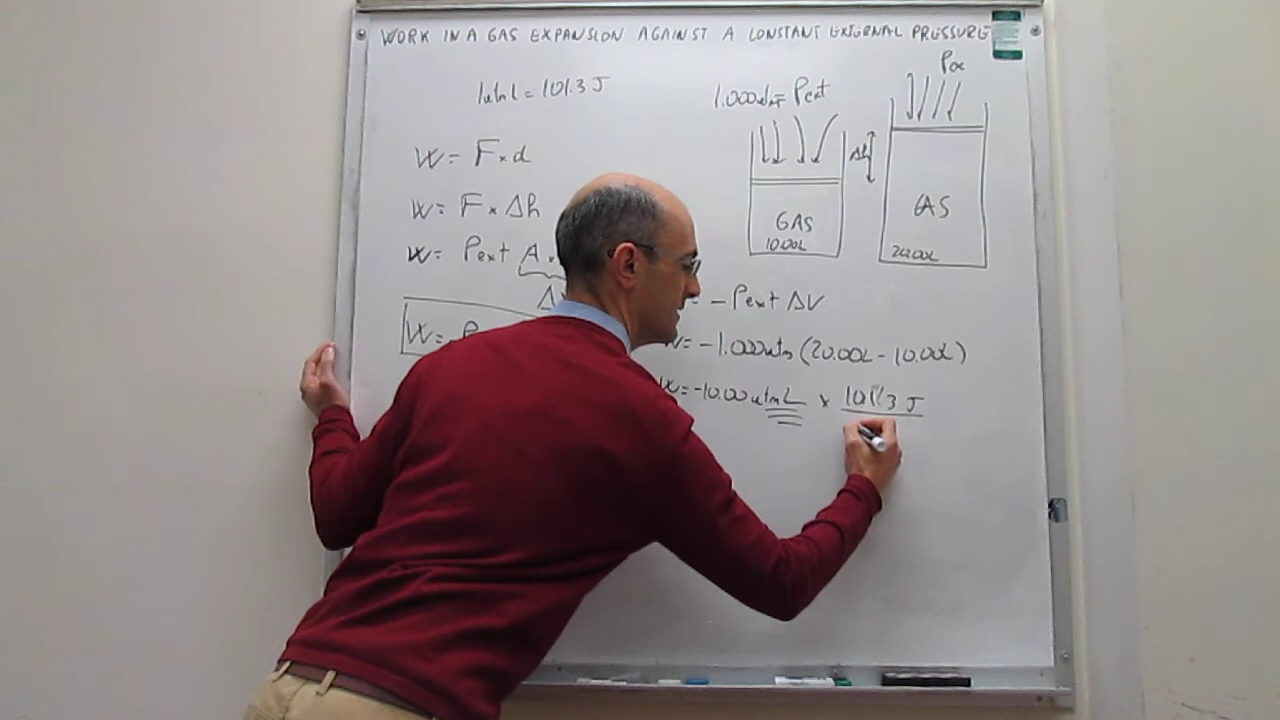 WORK IN A GAS EXPANSION AGAINST A CONSTANT EXTERNAL PRESSURE
1atm L = 101.3 J
W = F × d
W = F × Δh
W = Pext A ×
Δ
W =
1.000atm = Pext
GAS
10.00L
Δh
GAS
20.00L
= - Pext ΔV
W = - 1.000atm (20.00L - 10.00L)
W = -10.00 atm L × 101.3 J